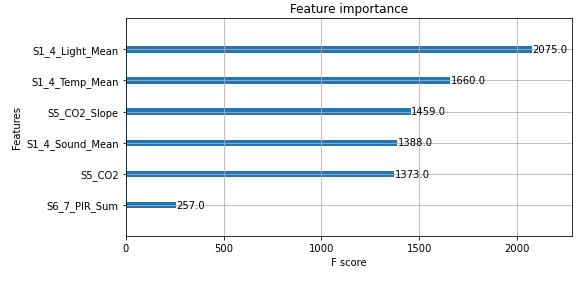 Feature importance
S1_4_Light_Mean 2075.0
S1_4_Temp_Mean 1660.0
S5_CO2_Slope 1459.0
S1_4_Sound_Mean 1388.0
S5_CO2 1373.0
S6_7_PIR_Sum 257.0
Features
0 500 1000 1500 2000
F score